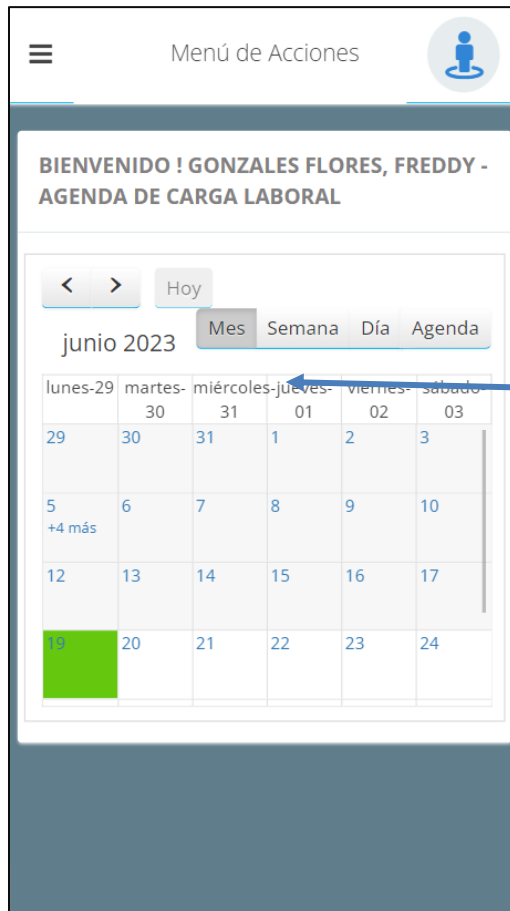 Menú de Acciones
BIENVENIDO ! GONZALES FLORES, FREDDY -
AGENDA DE CARGA LABORAL
< > Hoy
junio 2023 Mes Semana Día Agenda
lunes-29 martes-30 miércoles-31 jueves-01 viernes-02 sábado-03
29 30 31 1 2 3
5 6 7 8 9 10
+4 más
12 13 14 15 16 17
19 20 21 22 23 24